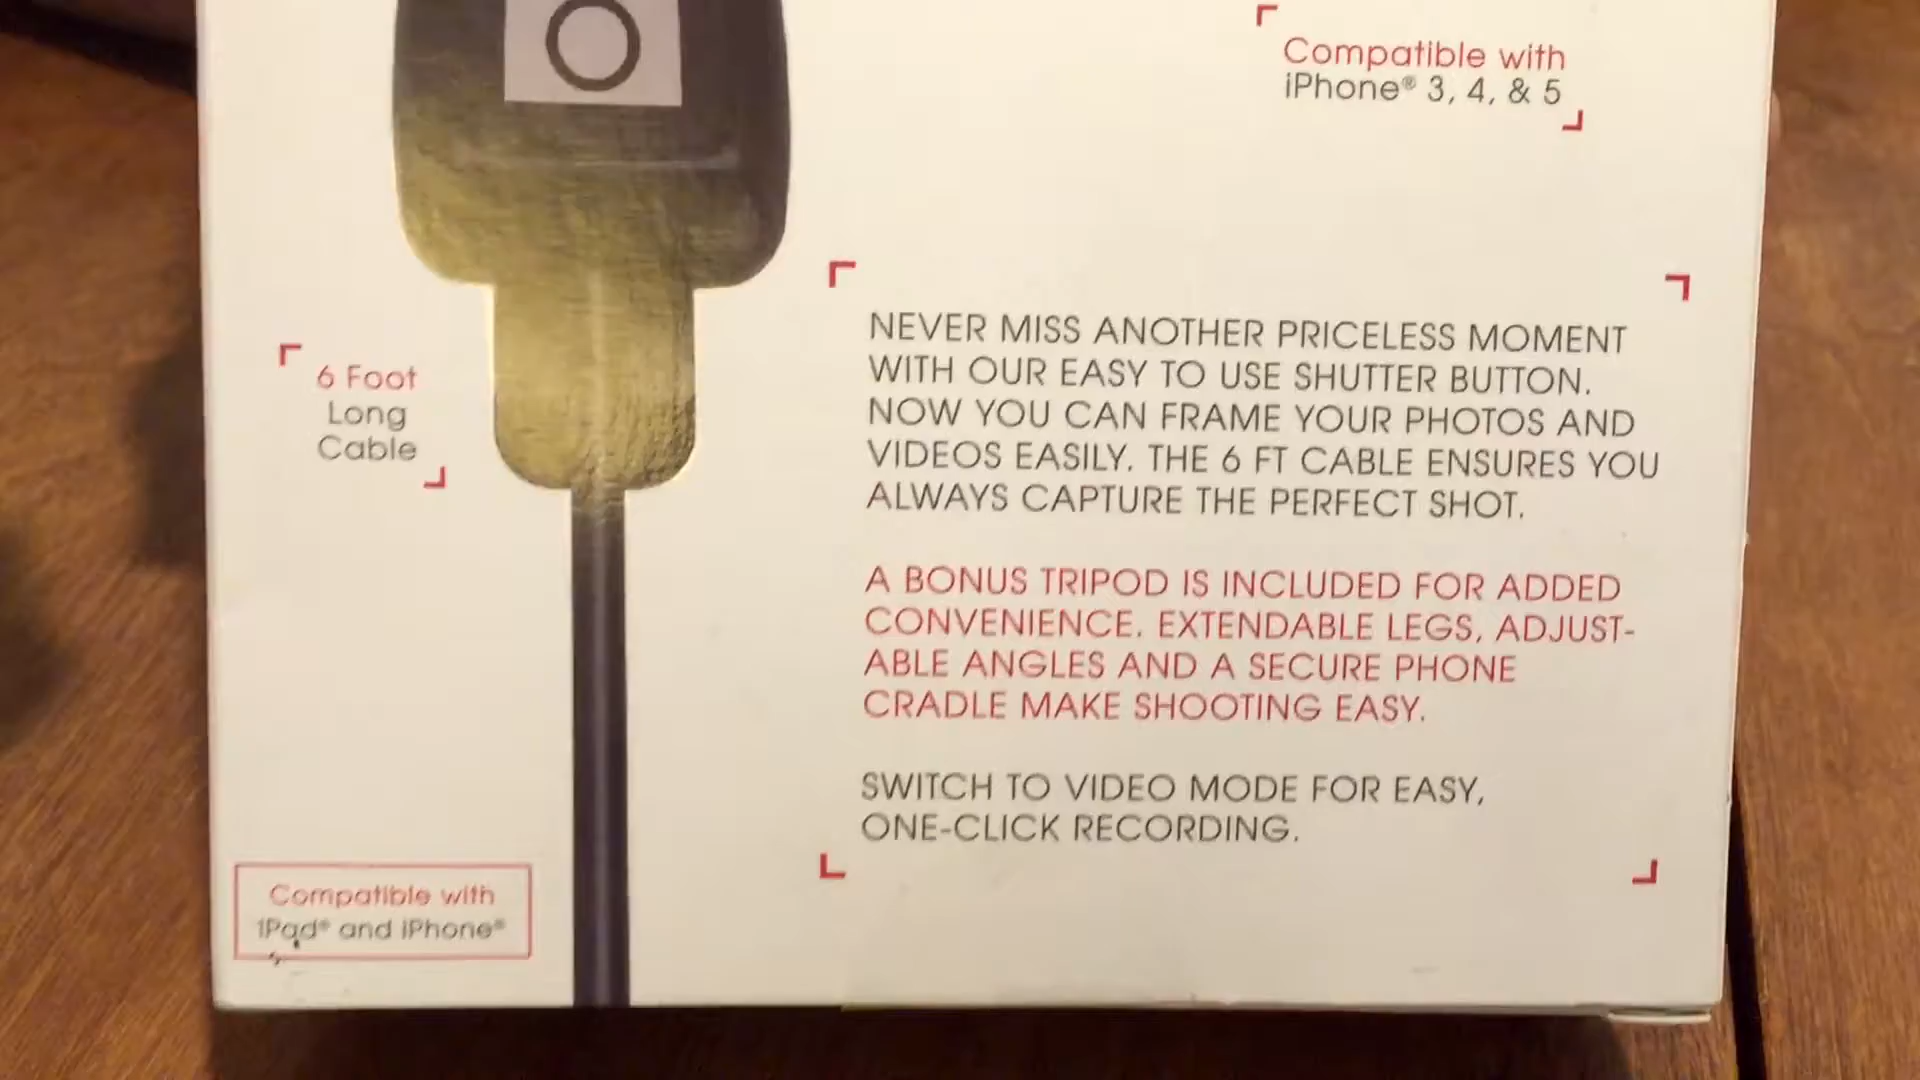 Compatible with
iPhone® 3, 4, & 5
6 Foot
Long
Cable
NEVER MISS ANOTHER PRICELESS MOMENT
WITH OUR EASY TO USE SHUTTER BUTTON.
NOW YOU CAN FRAME YOUR PHOTOS AND
VIDEOS EASILY. THE 6 FT CABLE ENSURES YOU
ALWAYS CAPTURE THE PERFECT SHOT.
A BONUS TRIPOD IS INCLUDED FOR ADDED
CONVENIENCE. EXTENDABLE LEGS, ADJUST-
ABLE ANGLES AND A SECURE PHONE
CRADLE MAKE SHOOTING EASY.
SWITCH TO VIDEO MODE FOR EASY,
ONE-CLICK RECORDING.
Compatible with
iPad® and iPhone®